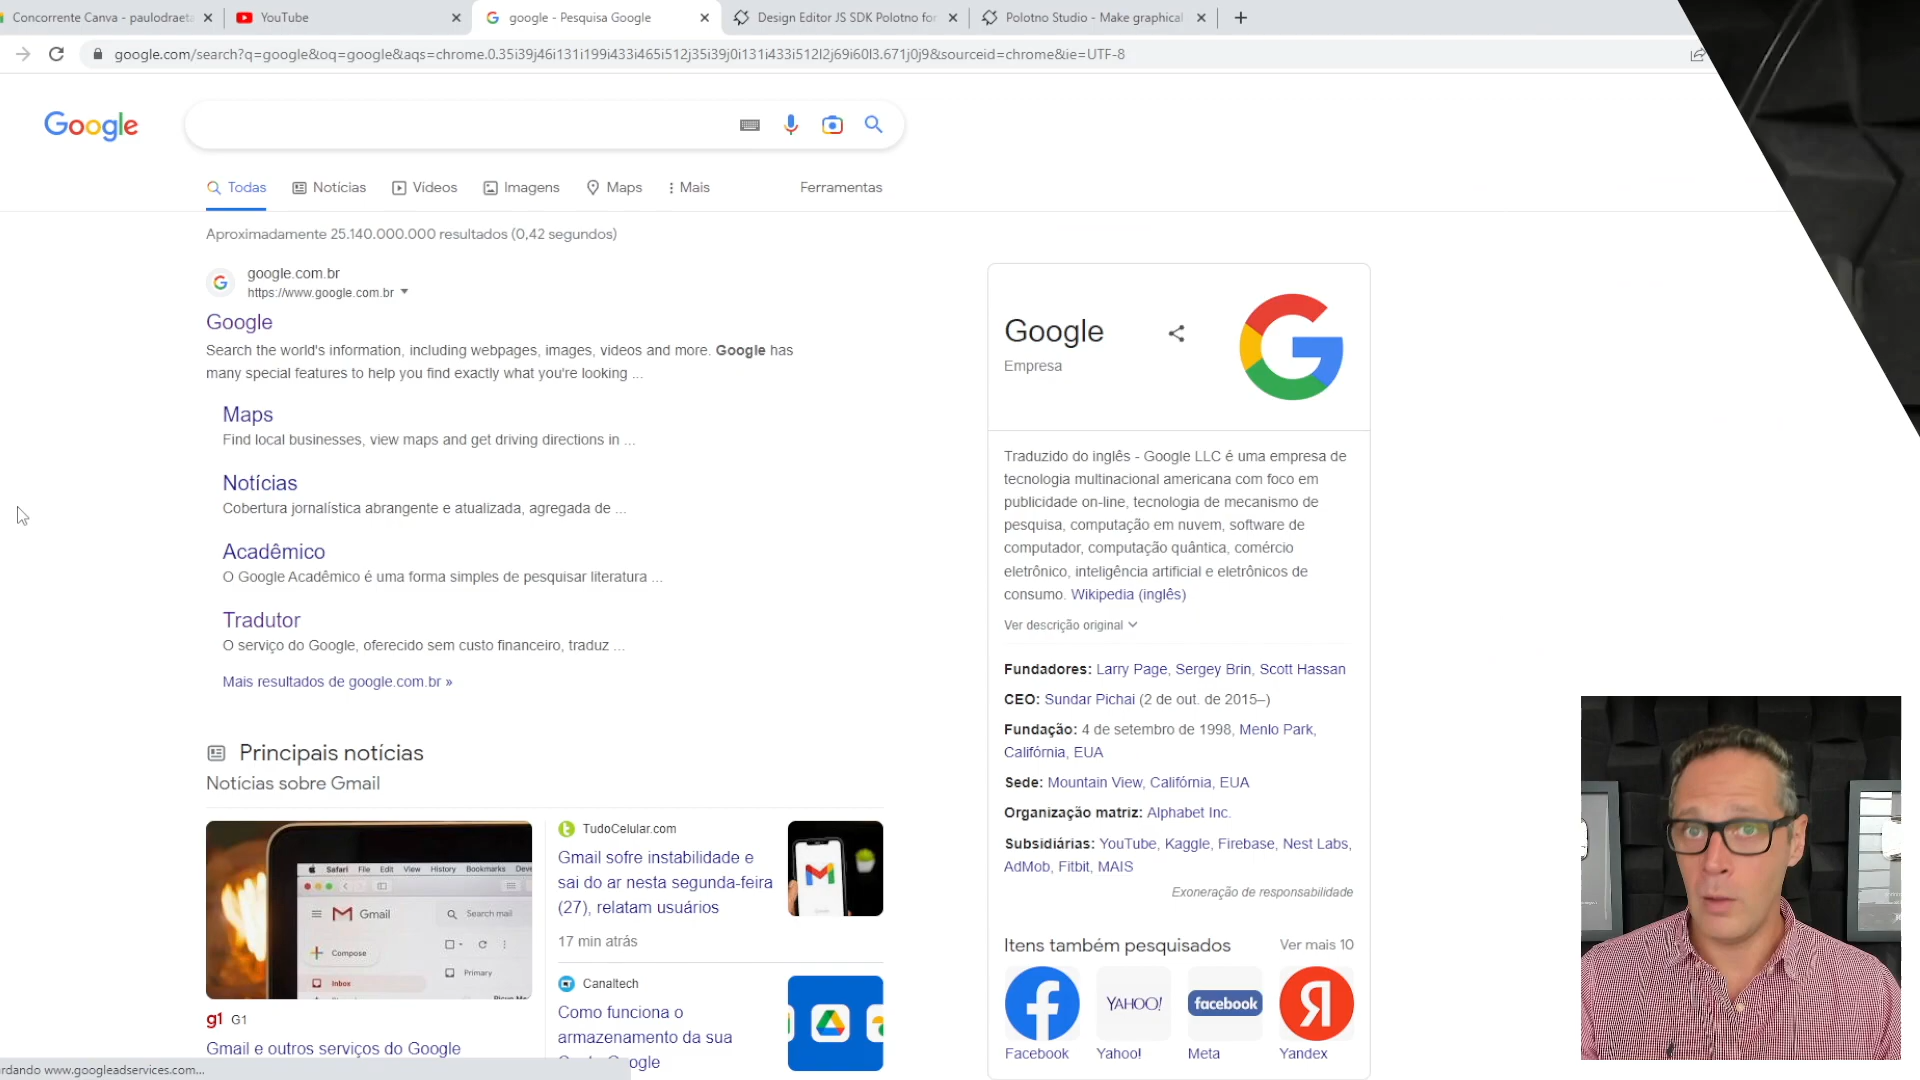 Concorrente Canva - paulodraeta
YouTube
google - Pesquisa Google
Design Editor JS SDK Polotno for
Polotno Studio - Make graphical
google.com/search?q=google&oq=google&aqs=chrome.0.35i39j46i131i199i433i465i512j35i39j0i131i433i512l2j69i60l3.671j0j9&sourceid=chrome&ie=UTF-8
Google
Todas
Notícias
Vídeos
Imagens
Maps
Mais
Ferramentas
Aproximadamente 25.140.000.000 resultados (0,42 segundos)
google.com.br
https://www.google.com.br
Google
Search the world's information, including webpages, images, videos and more. Google has
many special features to help you find exactly what you're looking ...
Maps
Find local businesses, view maps and get driving directions in ...
Notícias
Cobertura jornalística abrangente e atualizada, agregada de ...
Acadêmico
O Google Acadêmico é uma forma simples de pesquisar literatura ...
Tradutor
O serviço do Google, oferecido sem custo financeiro, traduz ...
Mais resultados de google.com.br »
Principais notícias
Notícias sobre Gmail
Safari File Edit View History Bookmarks
Gmail
Search mail
Compose
Primary
Inbox
g1 G1
Gmail e outros serviços do Google
TudoCelular.com
Gmail sofre instabilidade e
sai do ar nesta segunda-feira
(27), relatam usuários
17 min atrás
Canaltech
Como funciona o
armazenamento da sua
Google
Google
Empresa
Traduzido do inglês - Google LLC é uma empresa de
tecnologia multinacional americana com foco em
publicidade on-line, tecnologia de mecanismo de
pesquisa, computação em nuvem, software de
computador, computação quântica, comércio
eletrônico, inteligência artificial e eletrônicos de
consumo. Wikipedia (inglês)
Ver descrição original
Fundadores: Larry Page, Sergey Brin, Scott Hassan
CEO: Sundar Pichai (2 de out. de 2015–)
Fundação: 4 de setembro de 1998, Menlo Park,
Califórnia, EUA
Sede: Mountain View, Califórnia, EUA
Organização matriz: Alphabet Inc.
Subsidiárias: YouTube, Kaggle, Firebase, Nest Labs,
AdMob, Fitbit, MAIS
Exoneração de responsabilidade
Itens também pesquisados
Ver mais 10
YAHOO!
facebook
Facebook
Yahoo!
Meta
Yandex
rdando www.googleadservices.com...